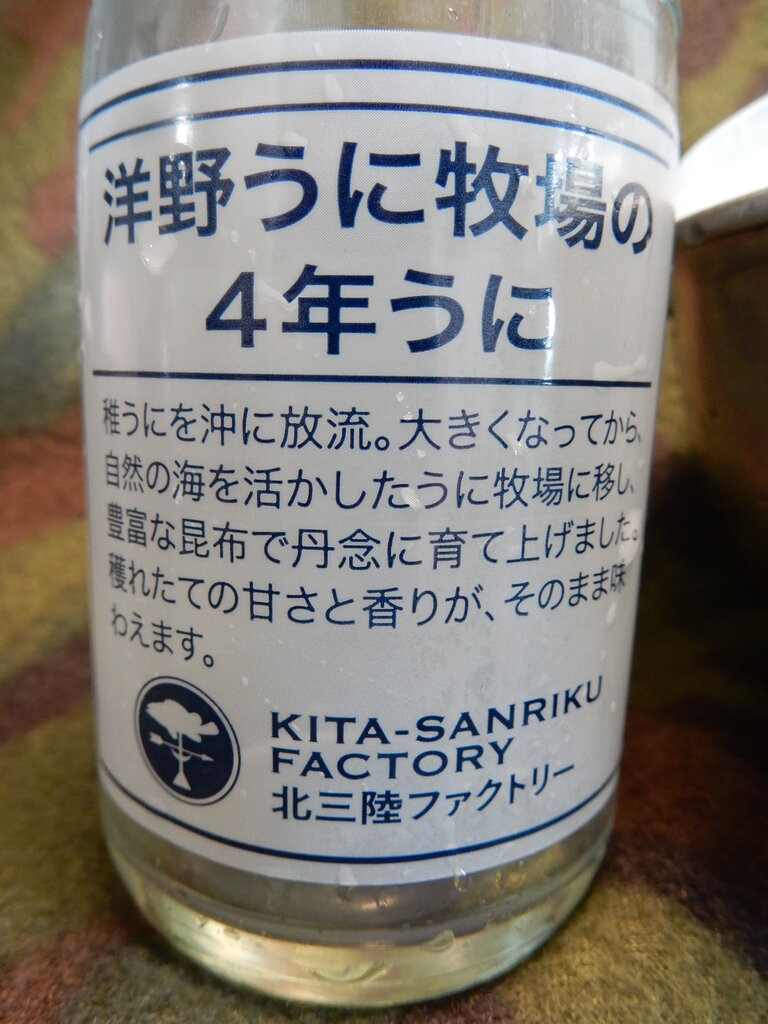 洋野うに牧場の
4年うに
稚うにを沖に放流。大きくなってから、
自然の海を活かしたうに牧場に移し、
豊富な昆布で丹念に育て上げました。
穫れたての甘さと香りが、そのまま味
わえます。
KITA-SANRIKU
FACTORY
北三陸ファクトリー